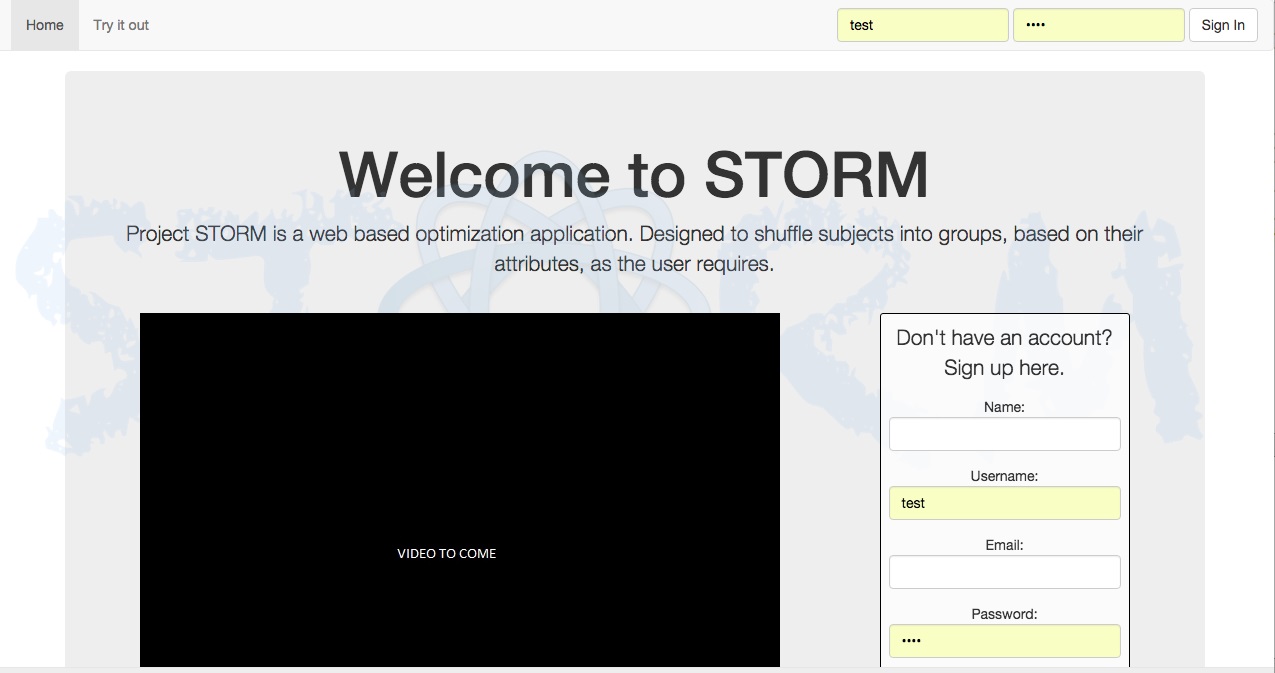 Home Try it out test •••• Sign In
Welcome to STORM
Project STORM is a web based optimization application. Designed to shuffle subjects into groups, based on their
attributes, as the user requires.
STORM
VIDEO TO COME
Don't have an account?
Sign up here.
Name:
Username:
test
Email:
Password:
••••